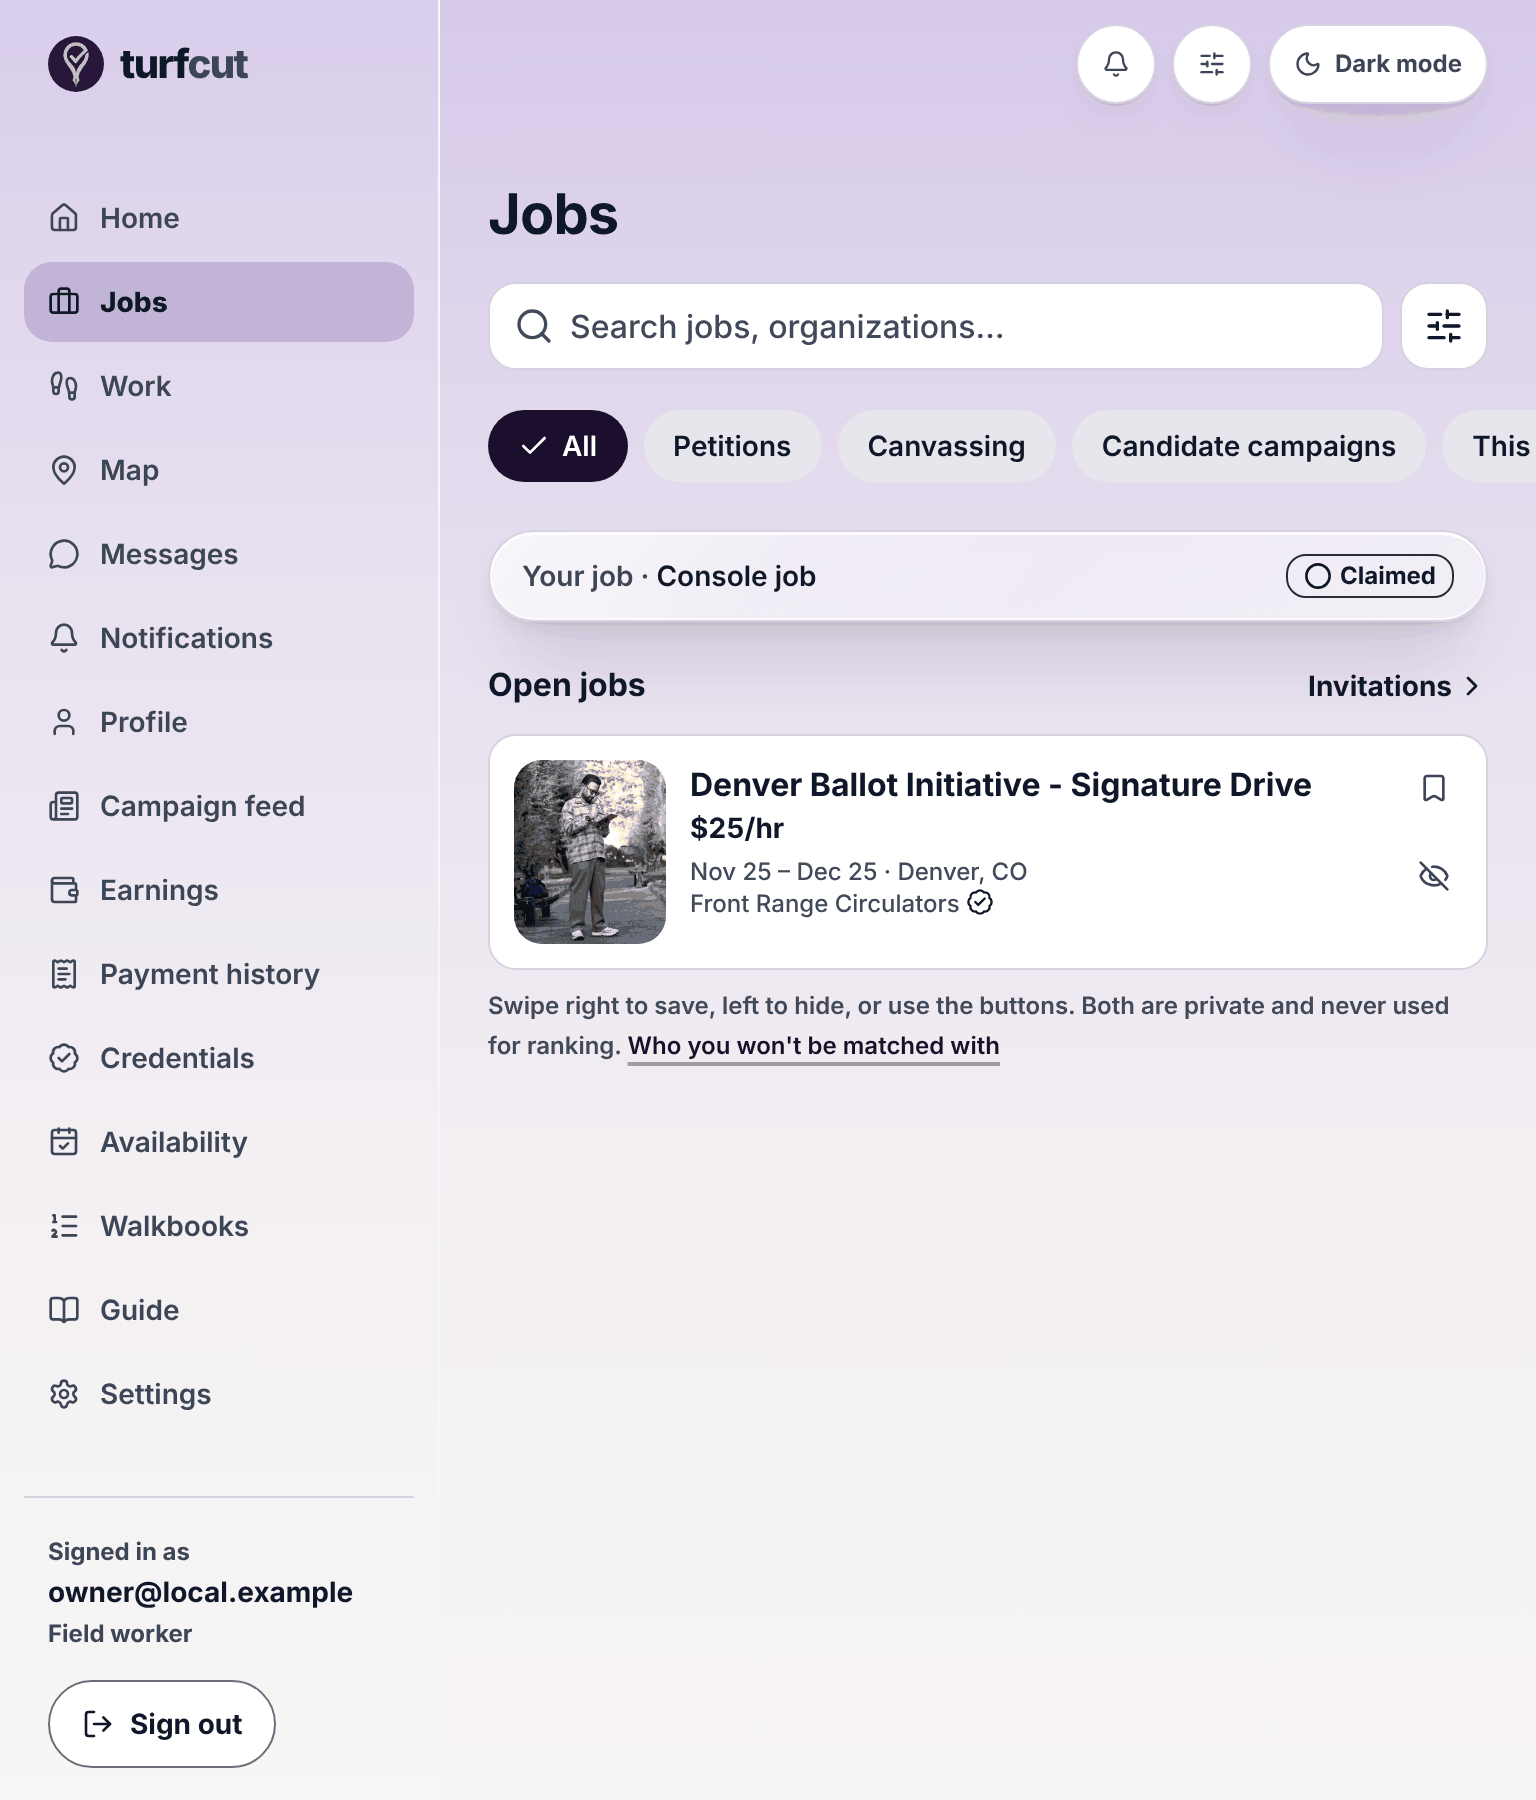 turfcut
Dark mode
Home
Jobs
Work
Map
Messages
Notifications
Profile
Campaign feed
Earnings
Payment history
Credentials
Availability
Walkbooks
Guide
Settings
Signed in as
owner@local.example
Field worker
Sign out
Jobs
Search jobs, organizations...
All
Petitions
Canvassing
Candidate campaigns
This
Your job · Console job
Claimed
Open jobs
Invitations
Denver Ballot Initiative - Signature Drive
$25/hr
Nov 25 – Dec 25 · Denver, CO
Front Range Circulators
Swipe right to save, left to hide, or use the buttons. Both are private and never used
for ranking. Who you won't be matched with